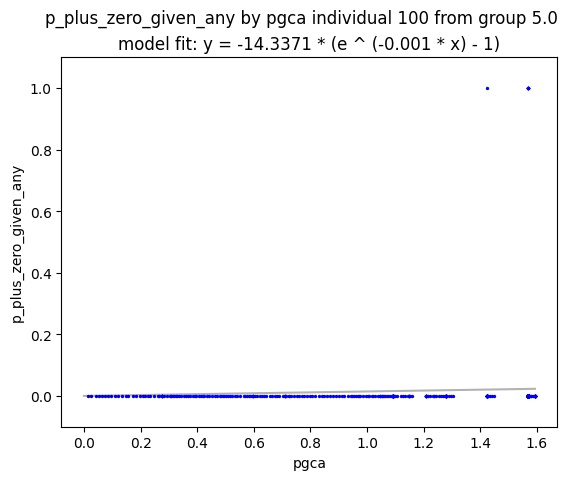 p_plus_zero_given_any by pgca individual 100 from group 5.0
model fit: y = -14.3371 * (e ^ (-0.001 * x) - 1)
1.0
0.8
0.6
0.4
0.2
0.0
p_plus_zero_given_any
0.0 0.2 0.4 0.6 0.8 1.0 1.2 1.4 1.6
pgca